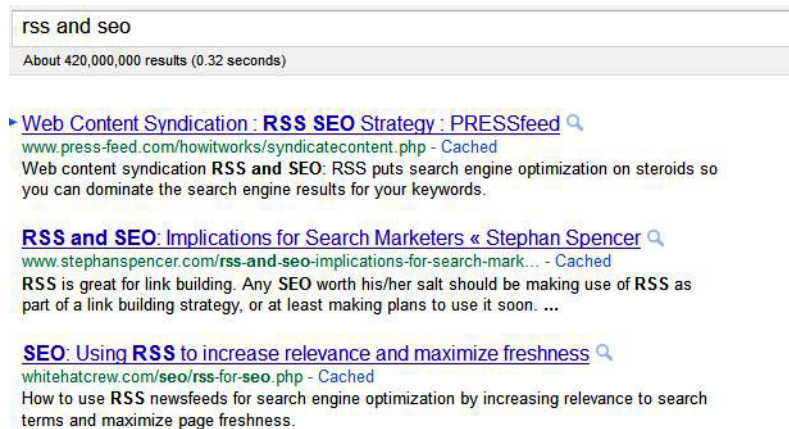 rss and seo
About 420,000,000 results (0.32 seconds)
Web Content Syndication : RSS SEO Strategy : PRESSfeed
www.press-feed.com/howitworks/syndicatecontent.php - Cached
Web content syndication RSS and SEO: RSS puts search engine optimization on steroids so
you can dominate the search engine results for your keywords.
RSS and SEO: Implications for Search Marketers « Stephan Spencer
www.stephanspencer.com/rss-and-seo-implications-for-search-mark... - Cached
RSS is great for link building. Any SEO worth his/her salt should be making use of RSS as
part of a link building strategy, or at least making plans to use it soon. ...
SEO: Using RSS to increase relevance and maximize freshness
whitehatcrew.com/seo/rss-for-seo.php - Cached
How to use RSS newsfeeds for search engine optimization by increasing relevance to search
terms and maximize page freshness.